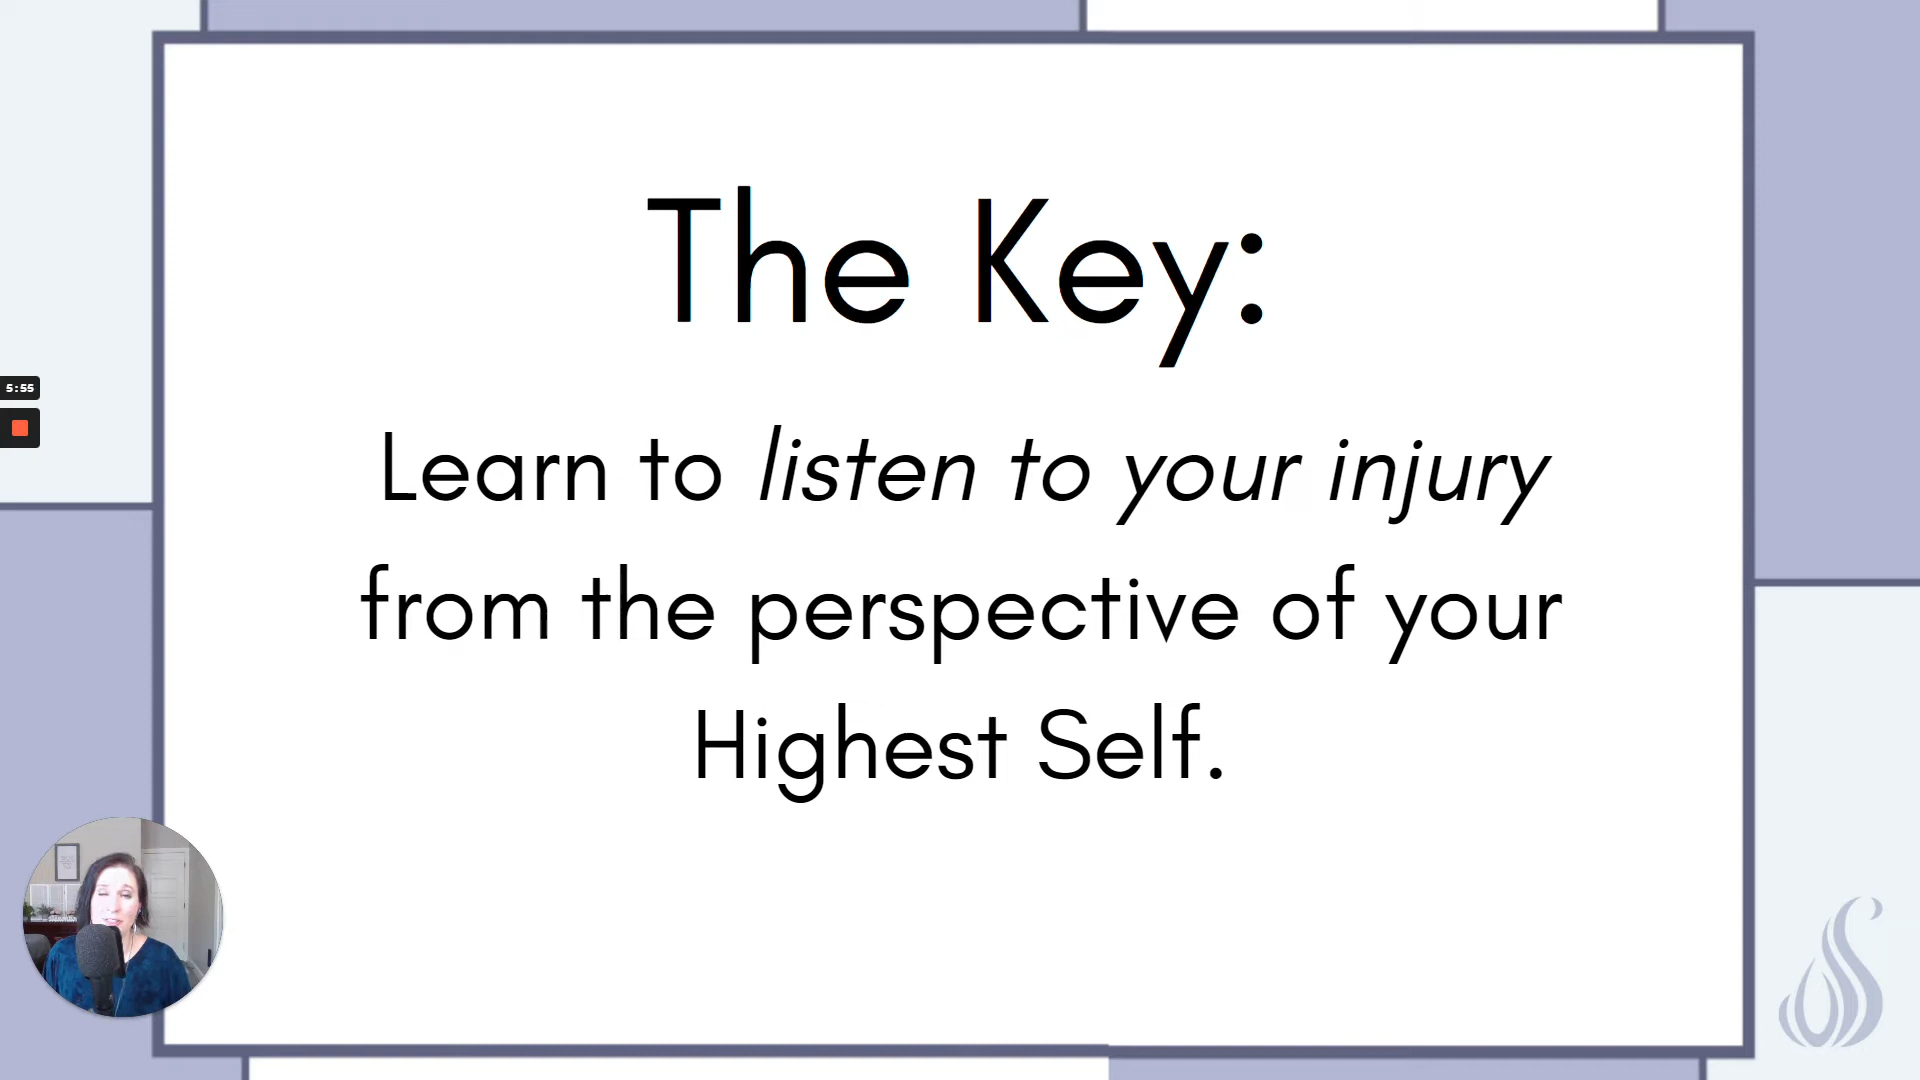 The Key:
Learn to listen to your injury
from the perspective of your
Highest Self.
5:55